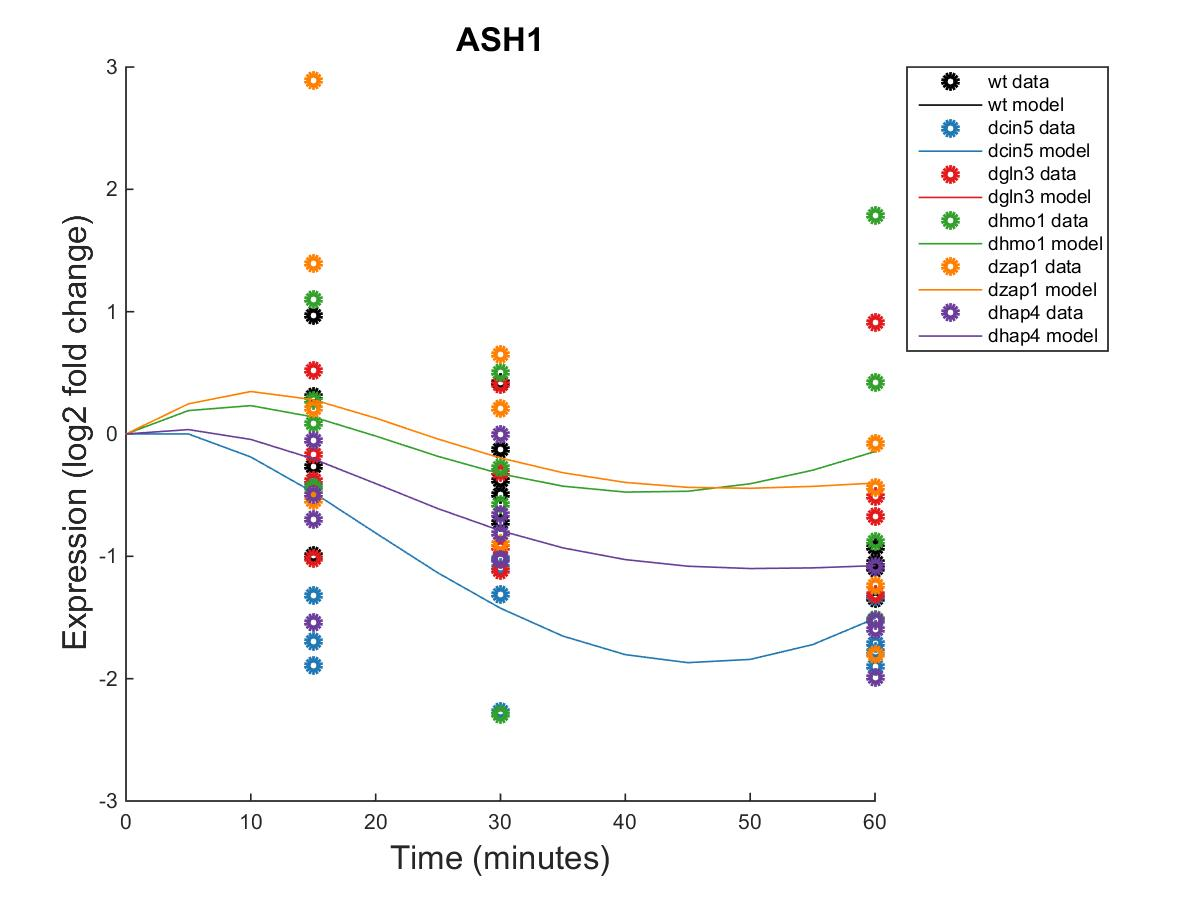 ASH1
3
2
1
0
-1
-2
-3
Expression (log2 fold change)
0 10 20 30 40 50 60
Time (minutes)
wt data
wt model
dcin5 data
dcin5 model
dgln3 data
dgln3 model
dhmo1 data
dhmo1 model
dzap1 data
dzap1 model
dhap4 data
dhap4 model